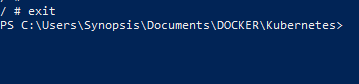 / # exit
PS C:\Users\Synopsis\Documents\DOCKER\Kubernetes>